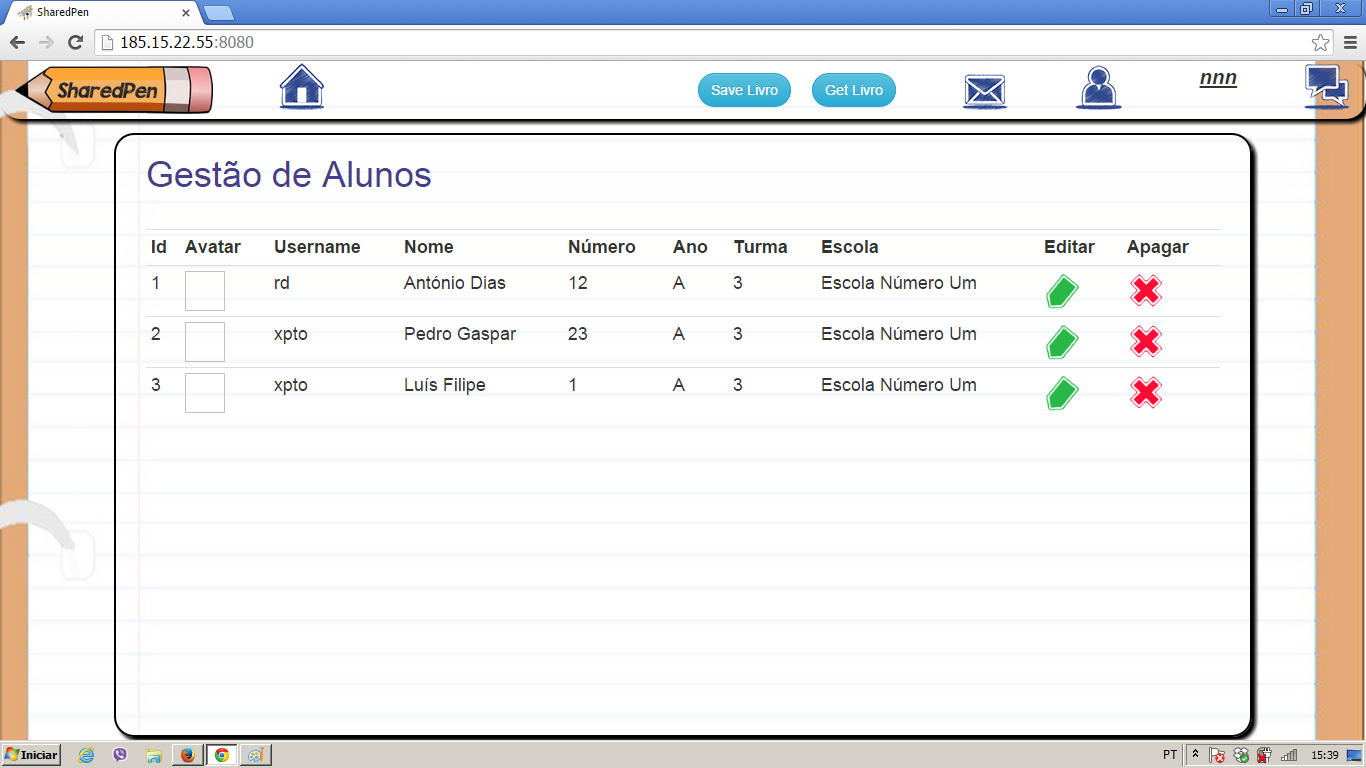 SharedPen
185.15.22.55:8080
SharedPen
Save Livro
Get Livro
nnn
Gestão de Alunos
Id Avatar Username Nome Número Ano Turma Escola Editar Apagar
1 rd António Dias 12 A 3 Escola Número Um
2 xpto Pedro Gaspar 23 A 3 Escola Número Um
3 xpto Luís Filipe 1 A 3 Escola Número Um
Iniciar
PT
15:39